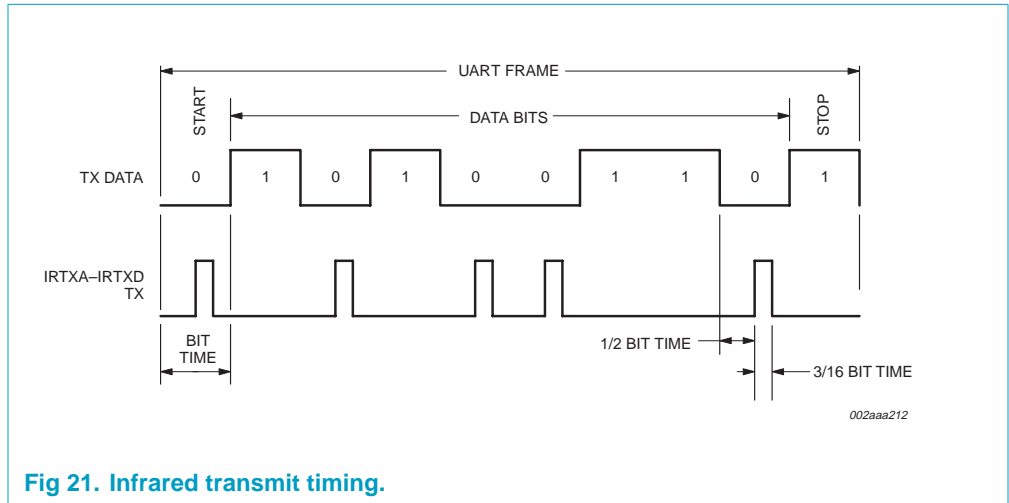 UART FRAME
START
DATA BITS
STOP
TX DATA
0 1 0 1 0 0 1 1 0 1
IRTXA–IRTXD
TX
BIT
TIME
1/2 BIT TIME
3/16 BIT TIME
002aaa212
Fig 21. Infrared transmit timing.